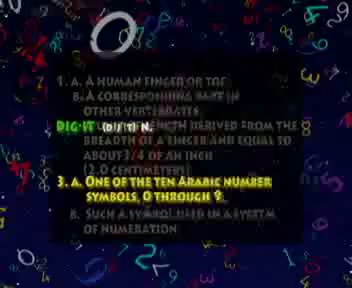 1. A. A HUMAN FINGER OR TOE
B. A CORRESPONDING PART IN
OTHER VERTEBRATES
DIG·IT (DIJ'IT) N. LENGTH DERIVED FROM THE
BREADTH OF A FINGER AND EQUAL TO
ABOUT 3/4 OF AN INCH
(2.0 CENTIMETERS)
3. A. ONE OF THE TEN ARABIC NUMBER
SYMBOLS, 0 THROUGH 9.
B. SUCH A SYMBOL USED IN A SYSTEM
OF NUMERATION